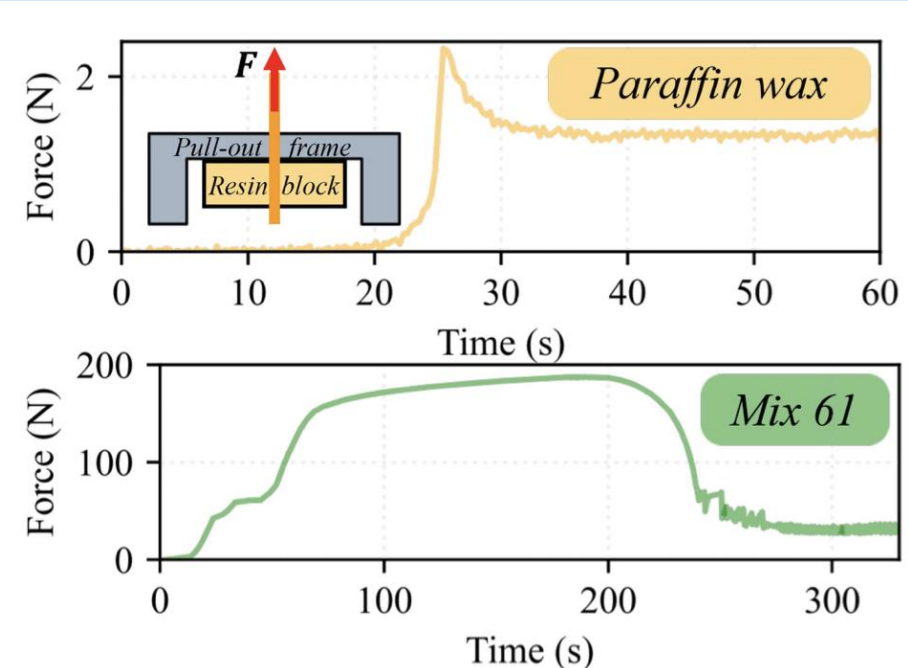 Force (N)
2
0
F
Pull-out frame
Resin block
Paraffin wax
0 10 20 30 40 50 60
Time (s)
Force (N)
200
100
0
Mix 61
0 100 200 300
Time (s)